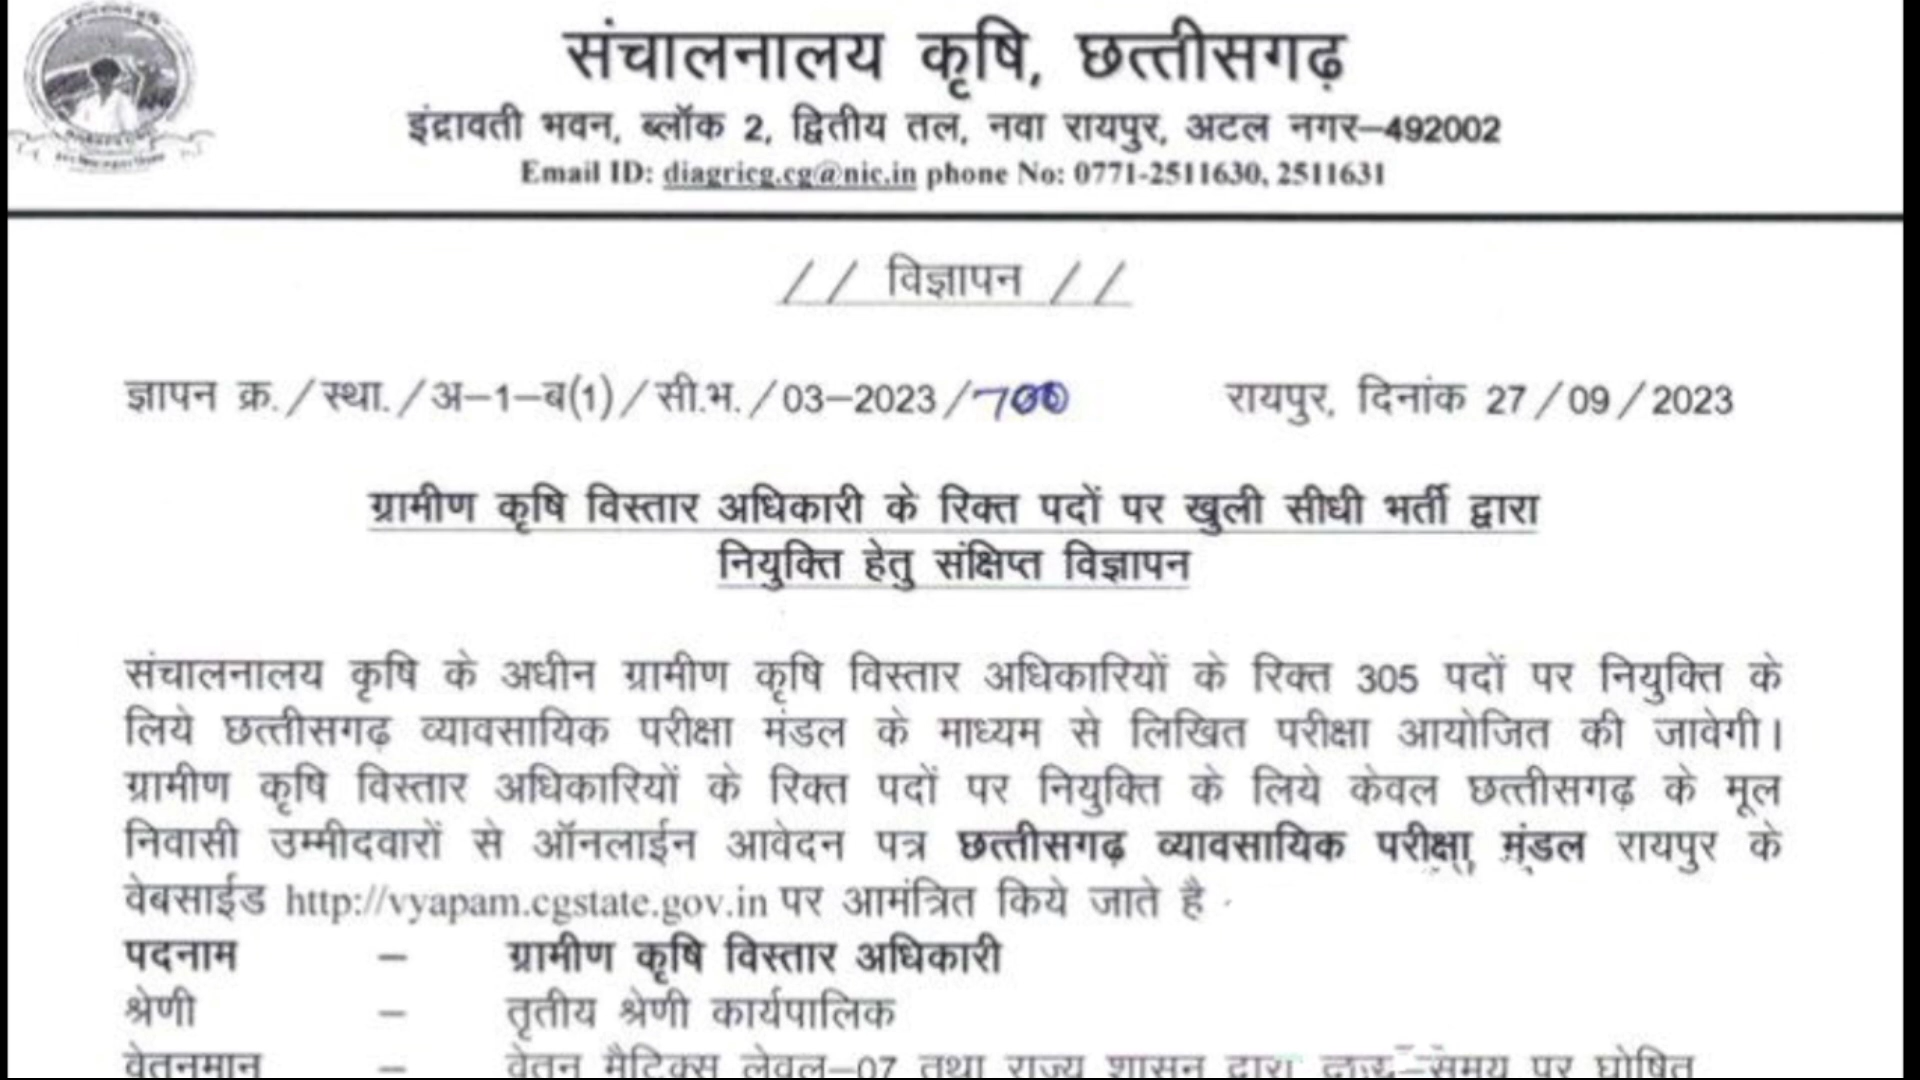 संचालनालय कृषि, छत्तीसगढ़
इंद्रावती भवन, ब्लॉक 2, द्वितीय तल, नवा रायपुर, अटल नगर–492002
Email ID: diagricg.cg@nic.in phone No: 0771-2511630, 2511631
// विज्ञापन //
ज्ञापन क्र./स्था./अ–1–ब(1)/सी.भ./03–2023/700 रायपुर, दिनांक 27/09/2023
ग्रामीण कृषि विस्तार अधिकारी के रिक्त पदों पर खुली सीधी भर्ती द्वारा
नियुक्ति हेतु संक्षिप्त विज्ञापन
संचालनालय कृषि के अधीन ग्रामीण कृषि विस्तार अधिकारियों के रिक्त 305 पदों पर नियुक्ति के
लिये छत्तीसगढ़ व्यावसायिक परीक्षा मंडल के माध्यम से लिखित परीक्षा आयोजित की जावेगी।
ग्रामीण कृषि विस्तार अधिकारियों के रिक्त पदों पर नियुक्ति के लिये केवल छत्तीसगढ़ के मूल
निवासी उम्मीदवारों से ऑनलाईन आवेदन पत्र छत्तीसगढ़ व्यावसायिक परीक्षा मंडल रायपुर के
वेबसाईड http://vyapam.cgstate.gov.in पर आमंत्रित किये जाते है
पदनाम – ग्रामीण कृषि विस्तार अधिकारी
श्रेणी – तृतीय श्रेणी कार्यपालिक
वेतनमान – वेतन मैटिक्स लेवल–07 तथा राज्य शासन द्वारा समय पर घोषित